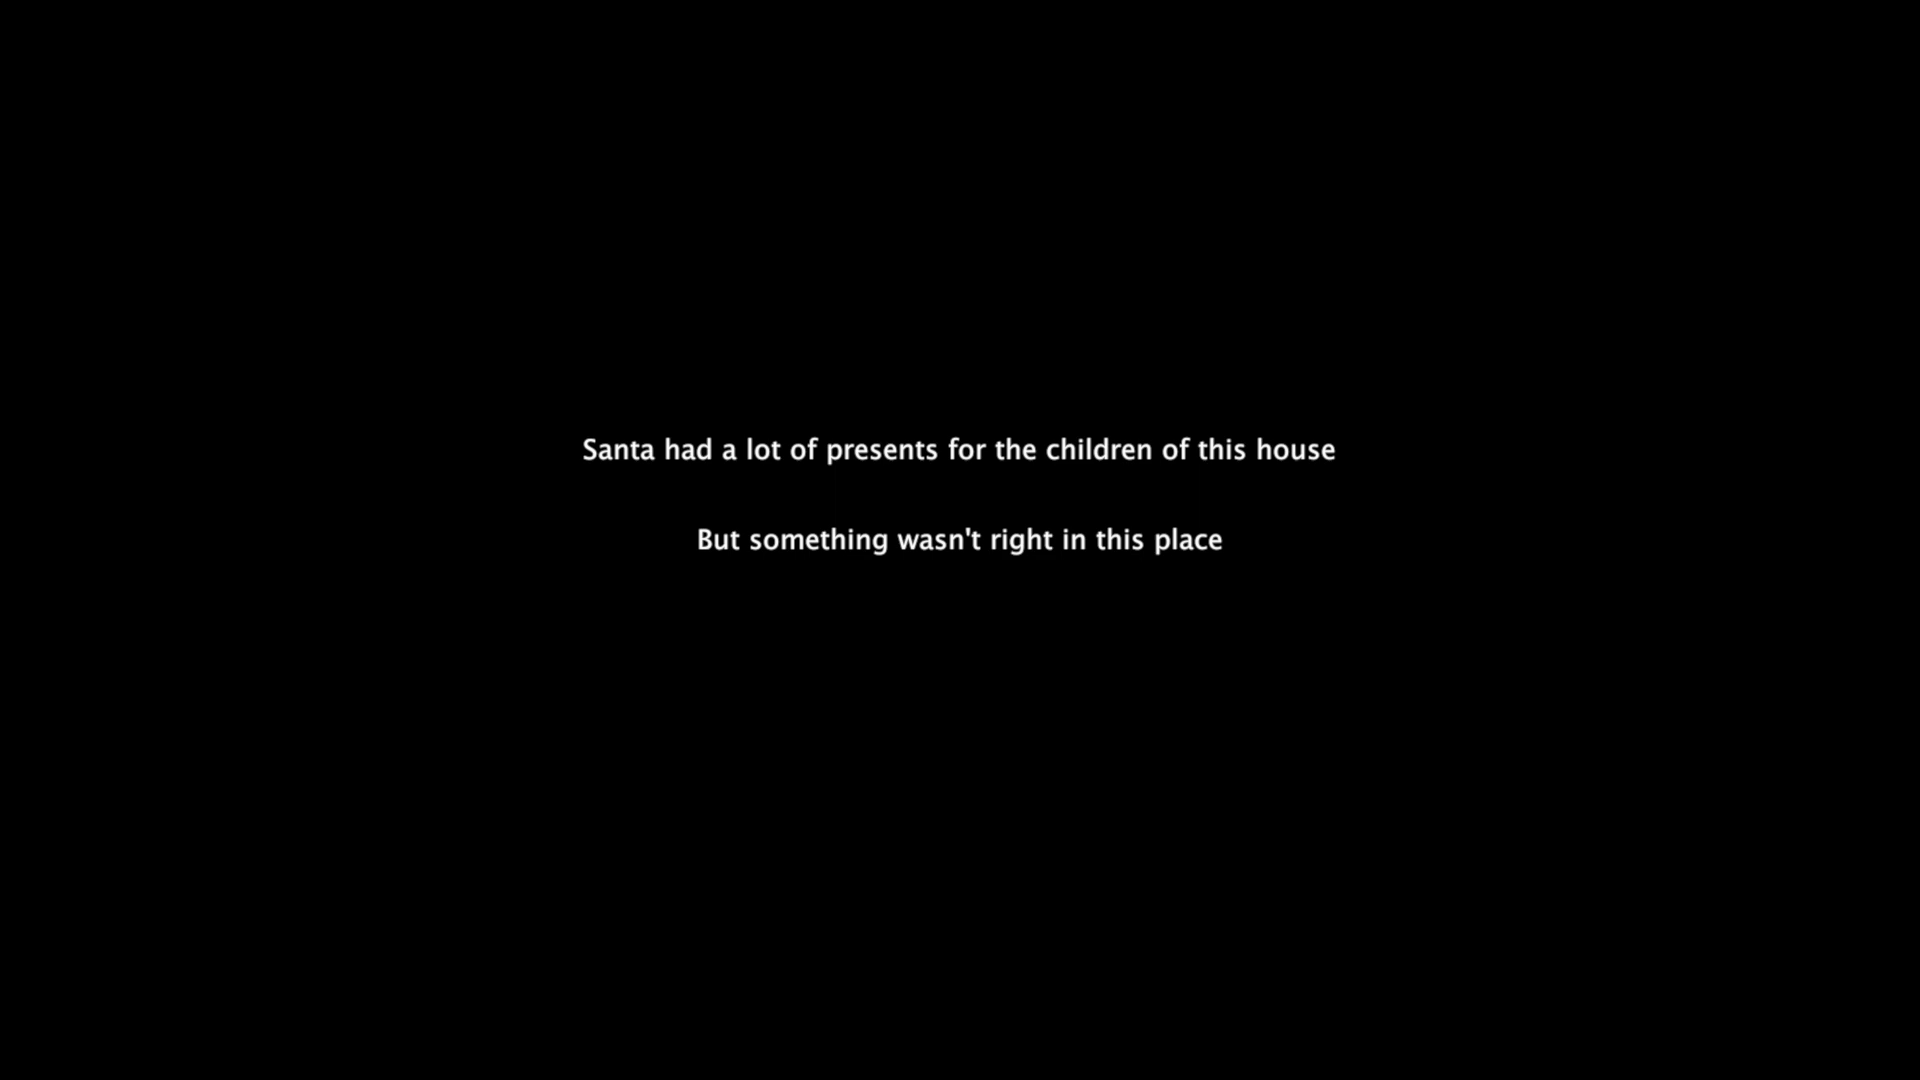 Santa had a lot of presents for the children of this house
But something wasn't right in this place